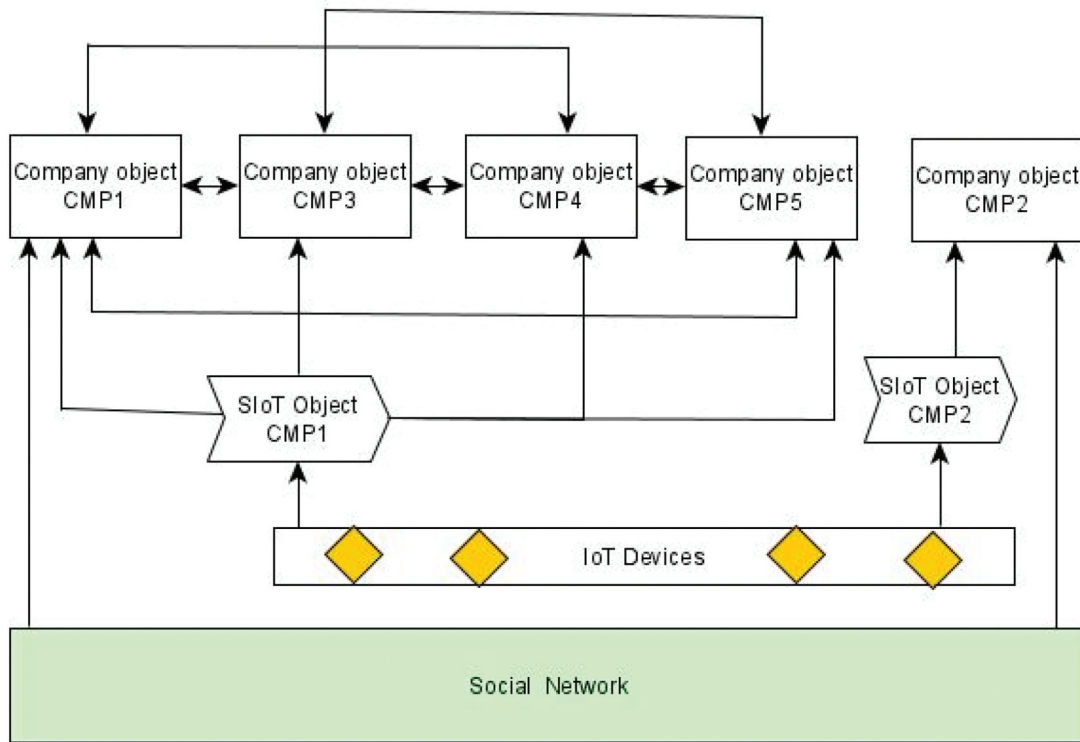 Company object
CMP1
Company object
CMP3
Company object
CMP4
Company object
CMP5
Company object
CMP2
SIoT Object
CMP1
SIoT Object
CMP2
IoT Devices
Social Network